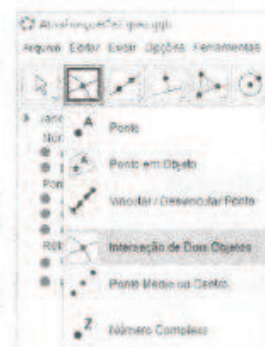 Arquivo Editar Exibir Opções Ferramentas
A
Ponto
A
Ponto em Objeto
Vincular / Desvincular Ponto
Interseção de Dois Objetos
Ponto Médio ou Centro
Z
Número Complexo